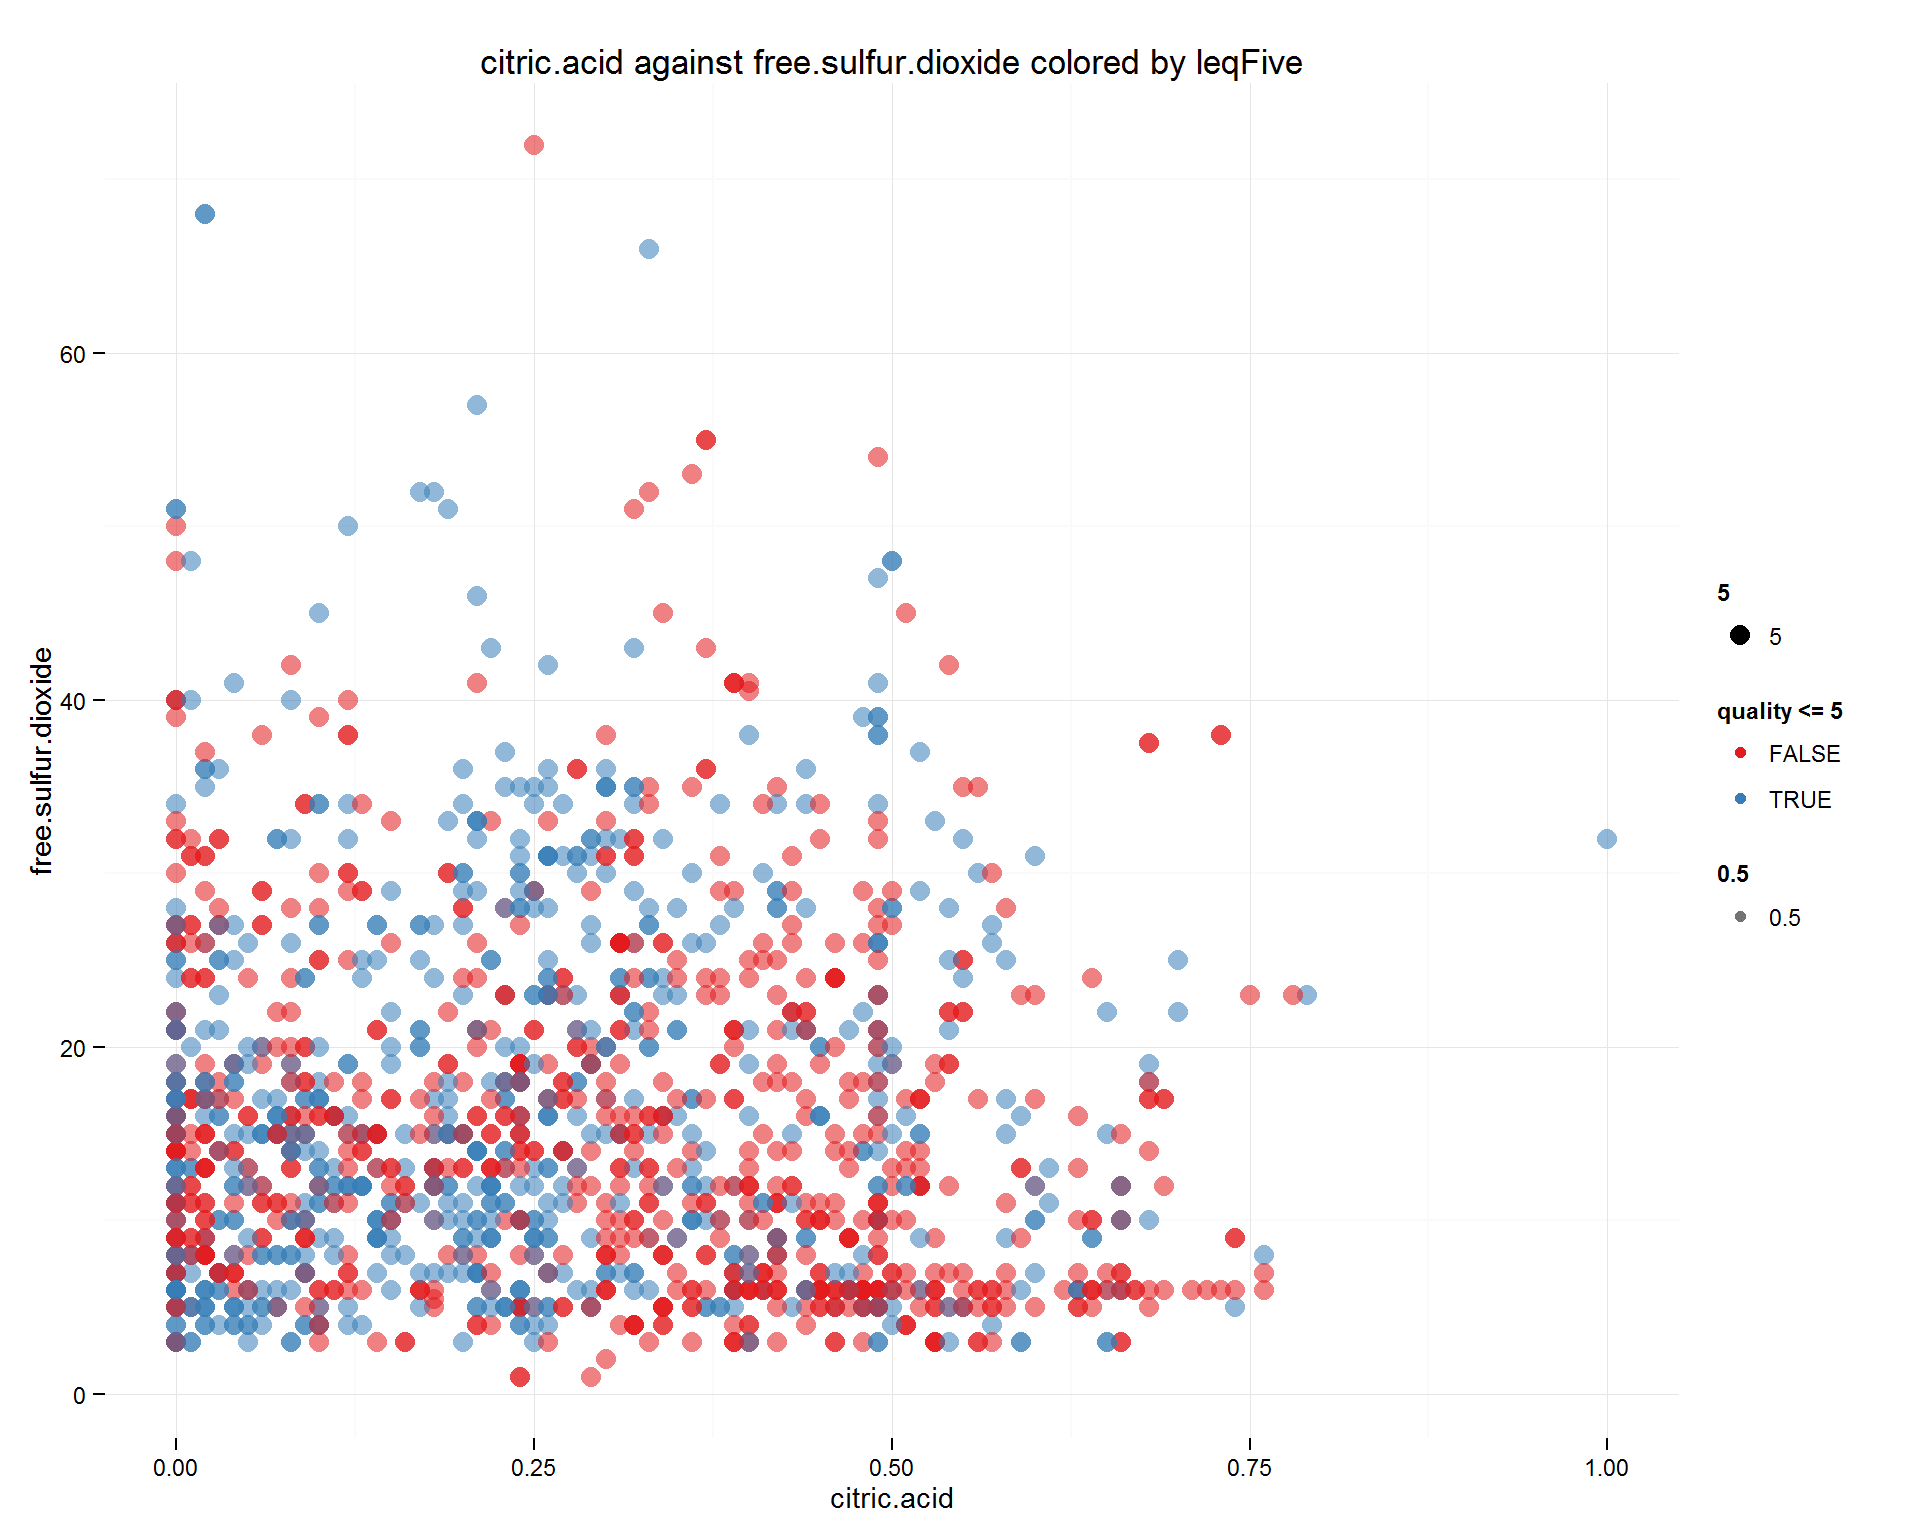 citric.acid against free.sulfur.dioxide colored by leqFive
free.sulfur.dioxide
60
40
20
0
0.00 0.25 0.50 0.75 1.00
citric.acid
5
5
quality <= 5
FALSE
TRUE
0.5
0.5